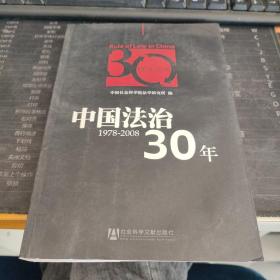 Rule of Law in China
30
中国社会科学院法学研究所 编
中国法治
1978-2008
30年
社会科学文献出版社